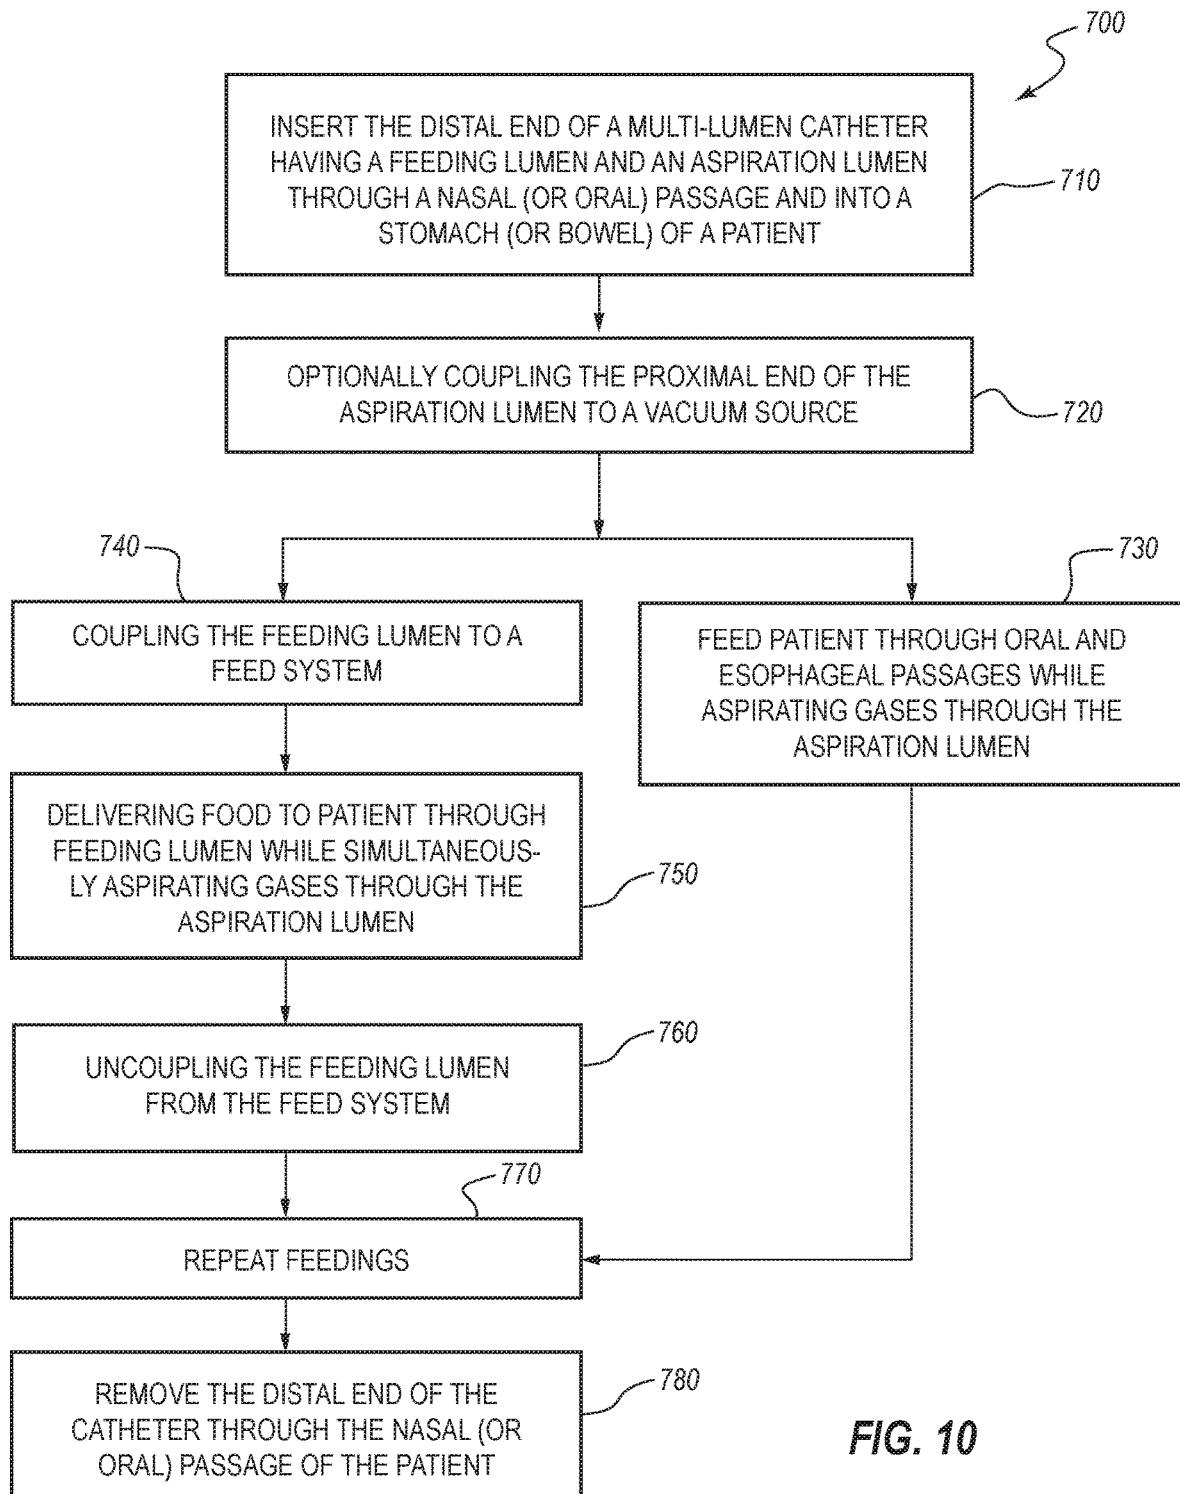 700
INSERT THE DISTAL END OF A MULTI-LUMEN CATHETER
HAVING A FEEDING LUMEN AND AN ASPIRATION LUMEN
THROUGH A NASAL (OR ORAL) PASSAGE AND INTO A
STOMACH (OR BOWEL) OF A PATIENT
710
OPTIONALLY COUPLING THE PROXIMAL END OF THE
ASPIRATION LUMEN TO A VACUUM SOURCE
720
740
COUPLING THE FEEDING LUMEN TO A
FEED SYSTEM
730
FEED PATIENT THROUGH ORAL AND
ESOPHAGEAL PASSAGES WHILE
ASPIRATING GASES THROUGH THE
ASPIRATION LUMEN
DELIVERING FOOD TO PATIENT THROUGH
FEEDING LUMEN WHILE SIMULTANEOUS-
LY ASPIRATING GASES THROUGH THE
ASPIRATION LUMEN
750
UNCOUPLING THE FEEDING LUMEN
FROM THE FEED SYSTEM
760
770
REPEAT FEEDINGS
REMOVE THE DISTAL END OF THE
CATHETER THROUGH THE NASAL (OR
ORAL) PASSAGE OF THE PATIENT
780
FIG. 10